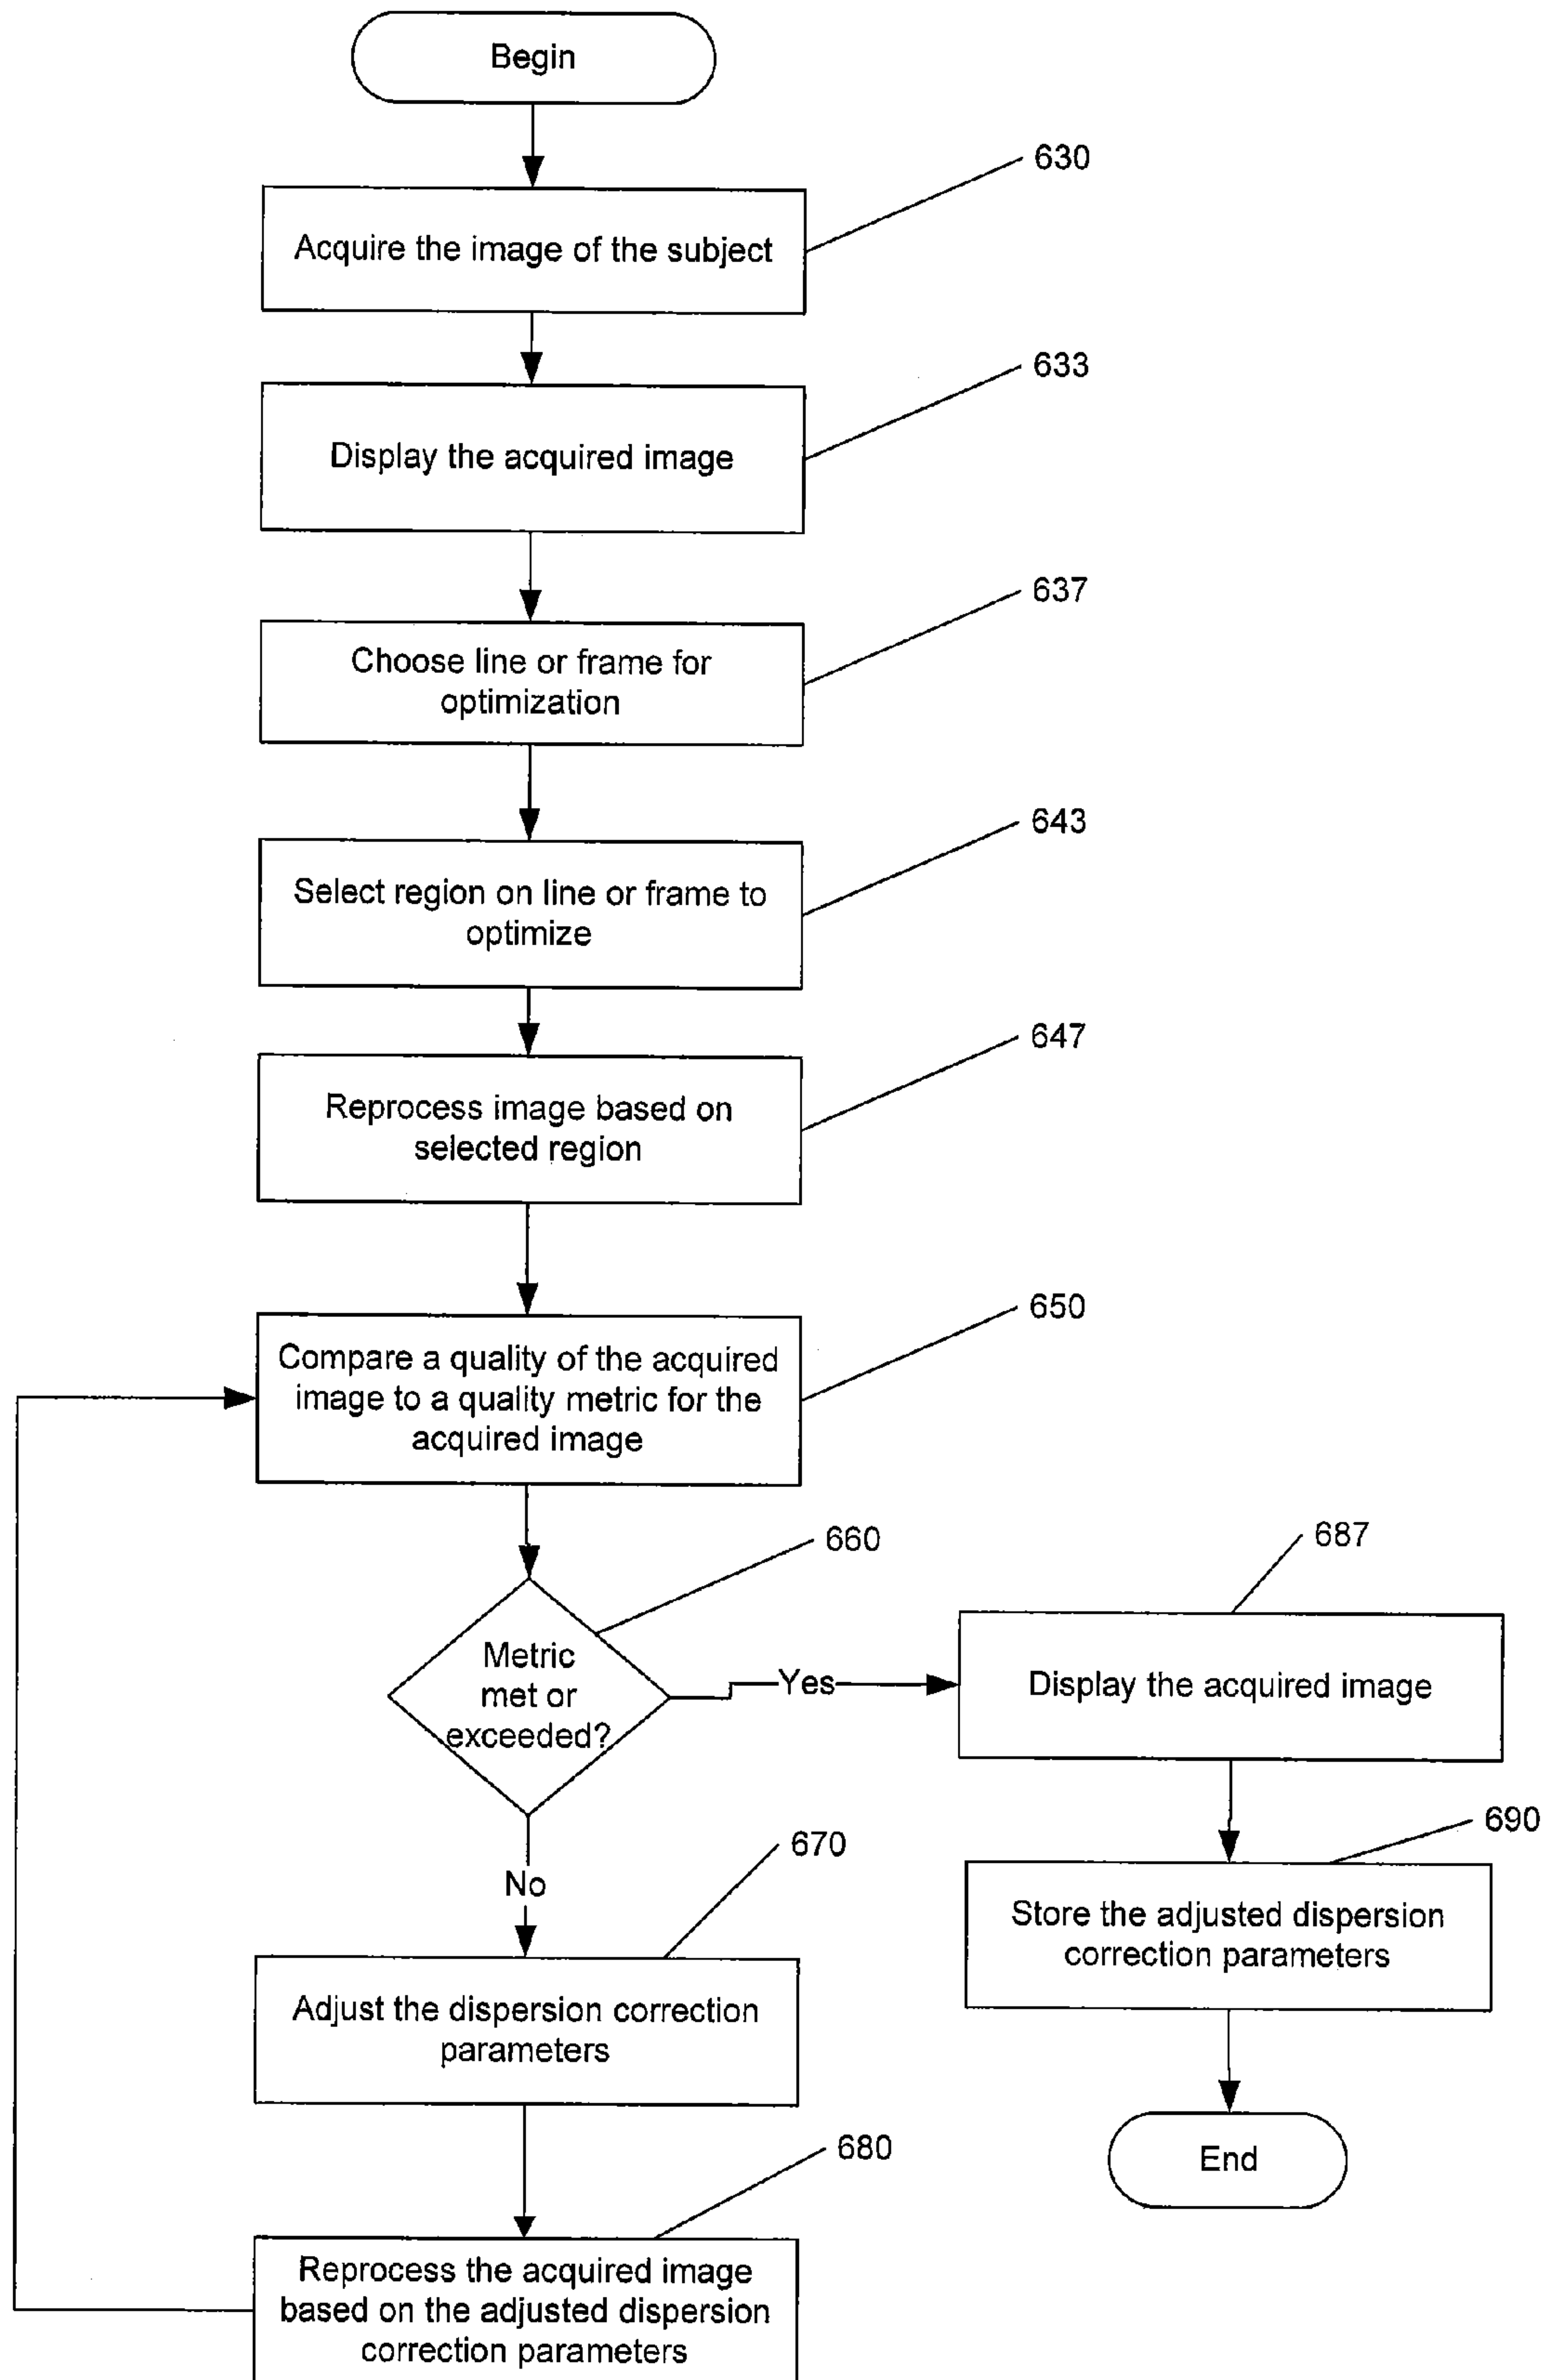 Begin
630
Acquire the image of the subject
633
Display the acquired image
637
Choose line or frame for
optimization
643
Select region on line or frame to
optimize
647
Reprocess image based on
selected region
650
Compare a quality of the acquired
image to a quality metric for the
acquired image
660
Metric
met or
exceeded?
Yes
687
Display the acquired image
690
Store the adjusted dispersion
correction parameters
End
No
670
Adjust the dispersion correction
parameters
680
Reprocess the acquired image
based on the adjusted dispersion
correction parameters